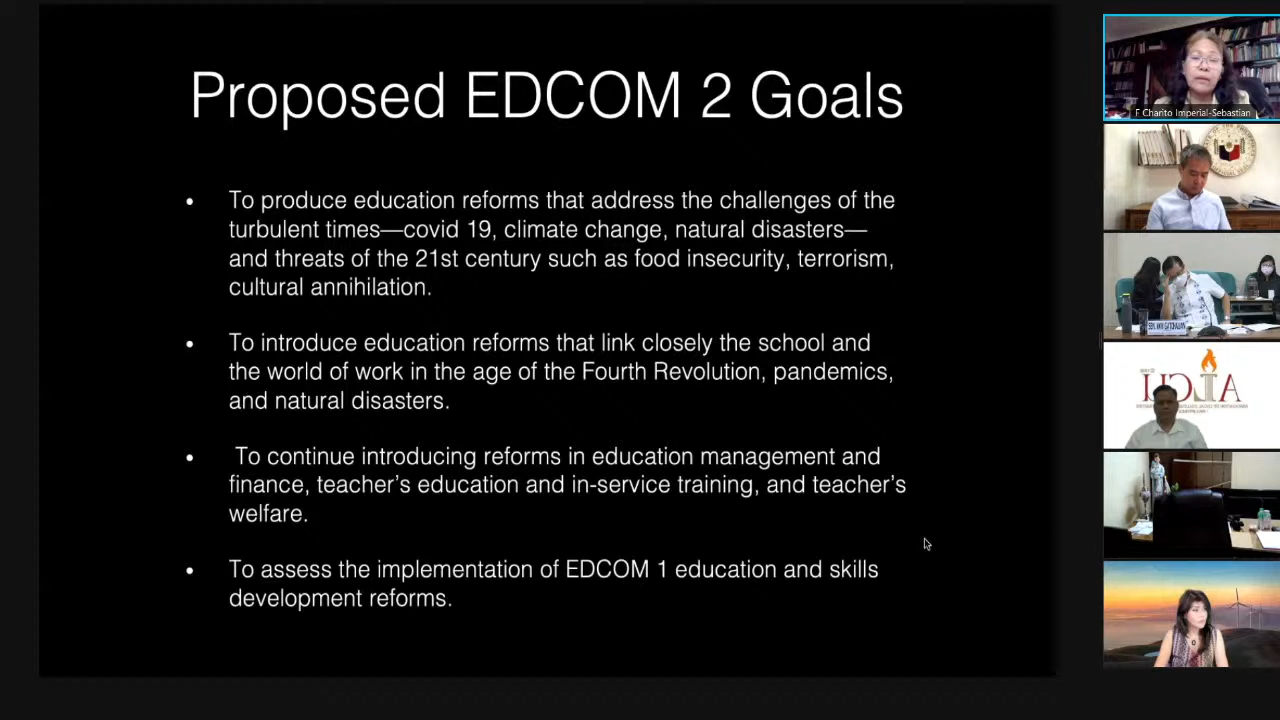 Proposed EDCOM 2 Goals
• To produce education reforms that address the challenges of the
turbulent times—covid 19, climate change, natural disasters—
and threats of the 21st century such as food insecurity, terrorism,
cultural annihilation.
• To introduce education reforms that link closely the school and
the world of work in the age of the Fourth Revolution, pandemics,
and natural disasters.
• To continue introducing reforms in education management and
finance, teacher’s education and in-service training, and teacher’s
welfare.
• To assess the implementation of EDCOM 1 education and skills
development reforms.
F Charito Imperial-Sebastian
SEN. WIN GATCHALIAN
ALCU